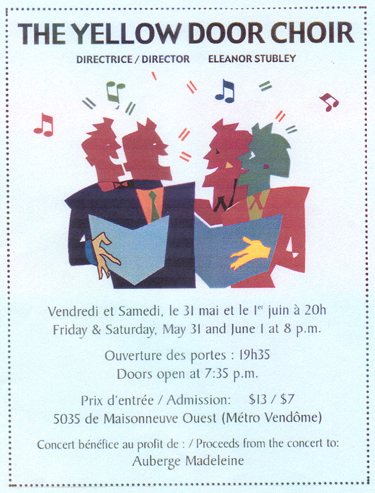 THE YELLOW DOOR CHOIR
DIRECTRICE / DIRECTOR ELEANOR STUBLEY
Vendredi et Samedi, le 31 mai et le 1er juin à 20h
Friday & Saturday, May 31 and June 1 at 8 p.m.
Ouverture des portes : 19h35
Doors open at 7:35 p.m.
Prix d'entrée / Admission: $13 / $7
5035 de Maisonneuve Ouest (Métro Vendôme)
Concert bénéfice au profit de : / Proceeds from the concert to:
Auberge Madeleine